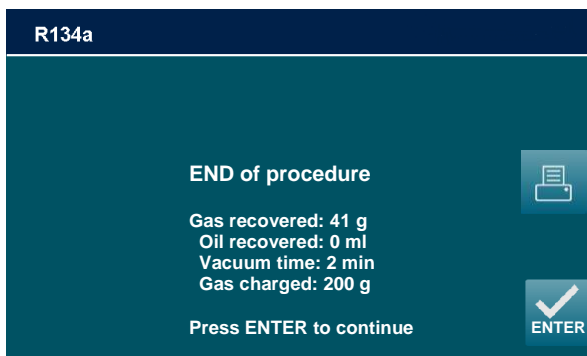 R134a
END of procedure
Gas recovered: 41 g
Oil recovered: 0 ml
Vacuum time: 2 min
Gas charged: 200 g
Press ENTER to continue
ENTER